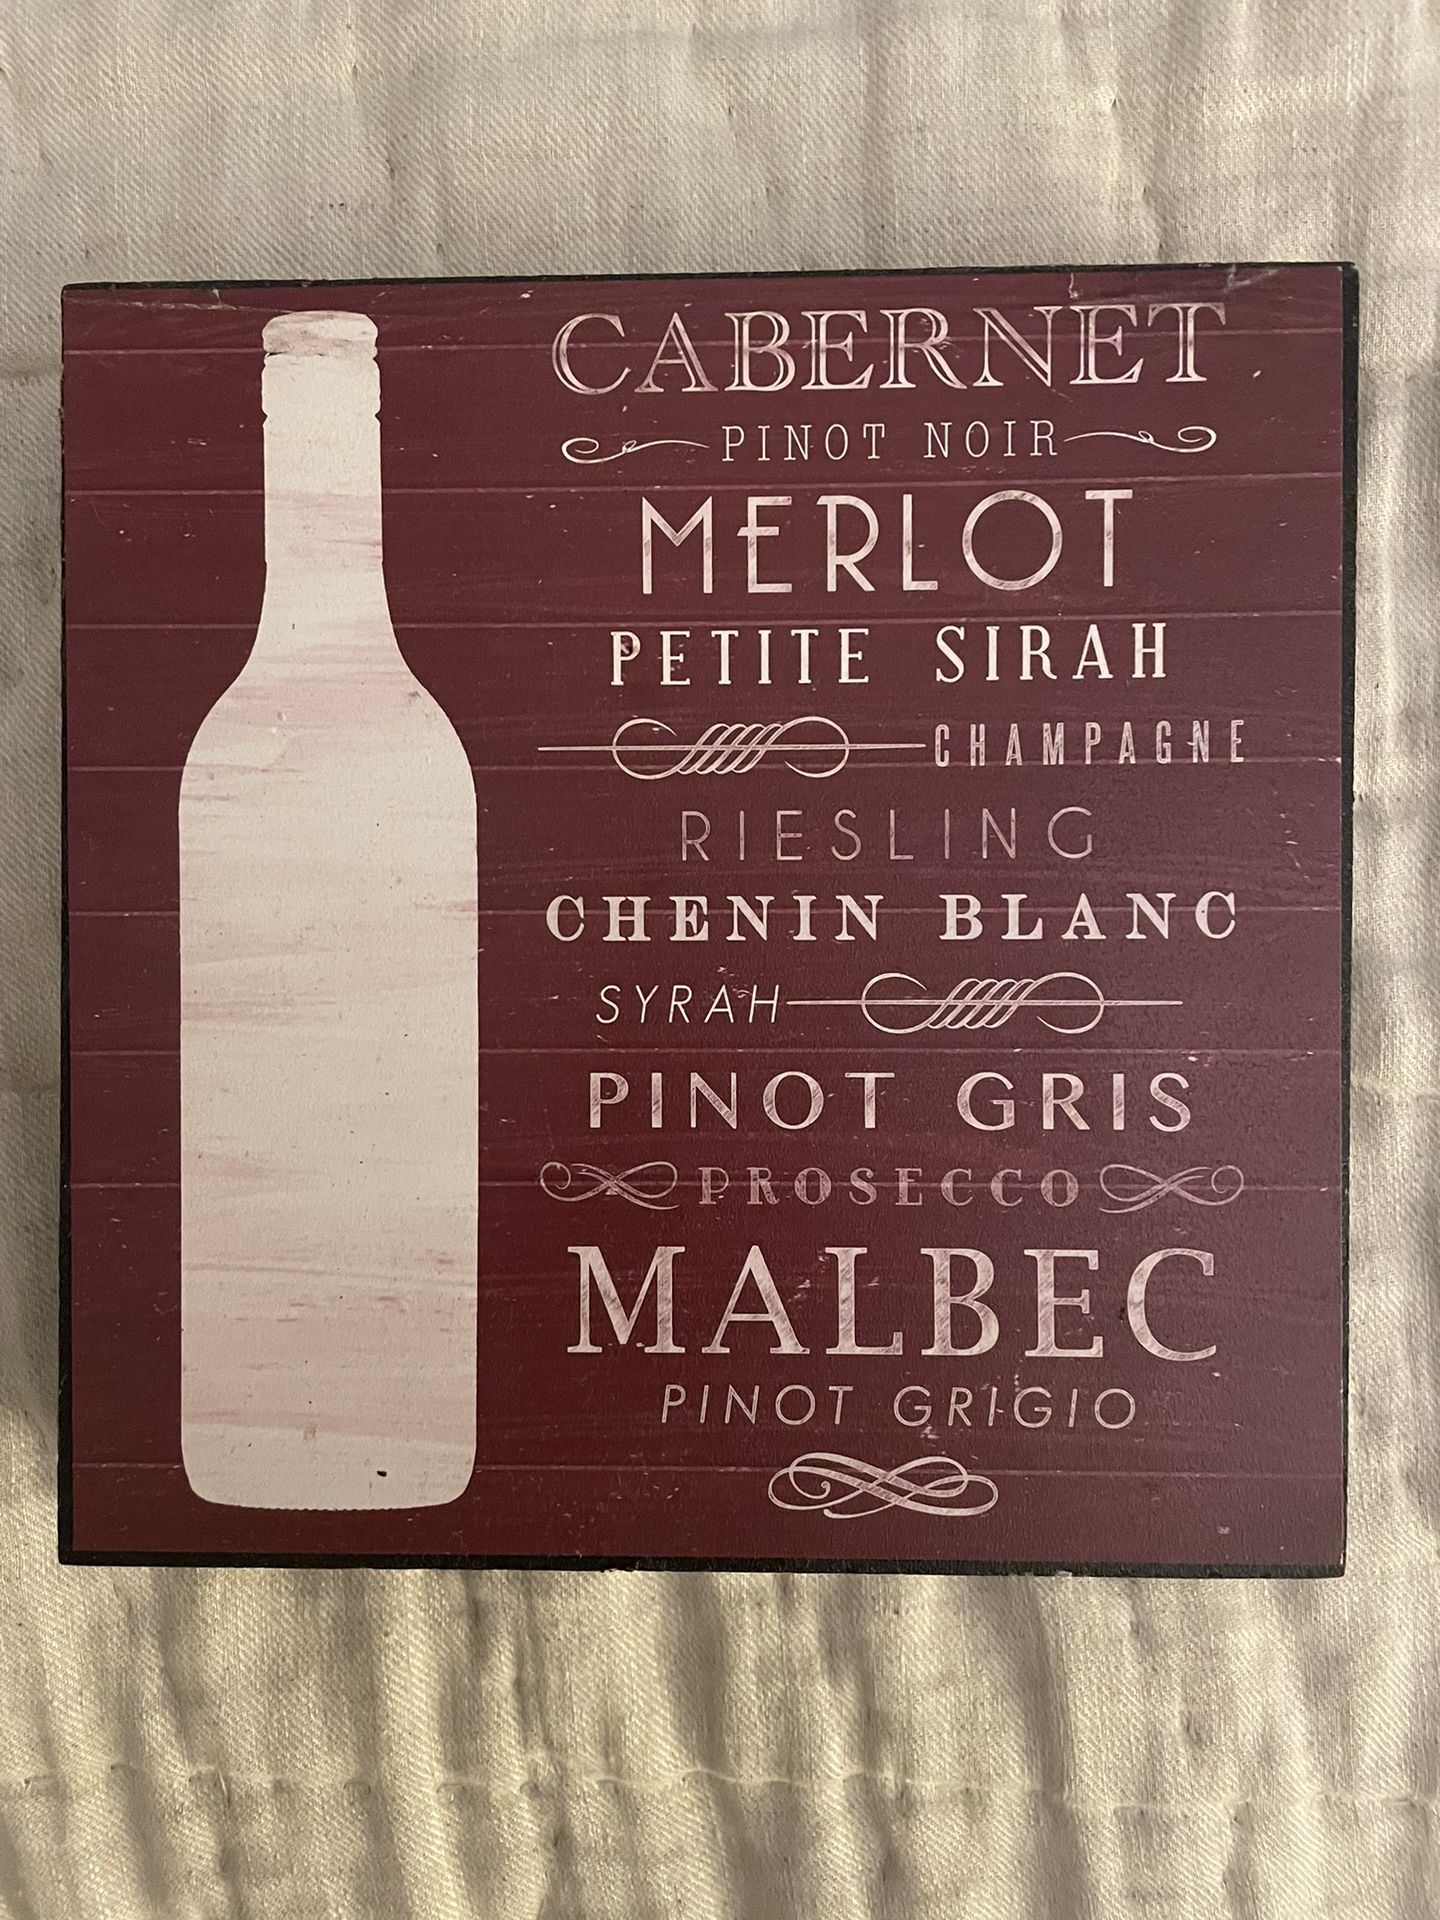 CABERNET
PINOT NOIR
MERLOT
PETITE SIRAH
CHAMPAGNE
RIESLING
CHENIN BLANC
SYRAH
PINOT GRIS
PROSECCO
MALBEC
PINOT GRIGIO